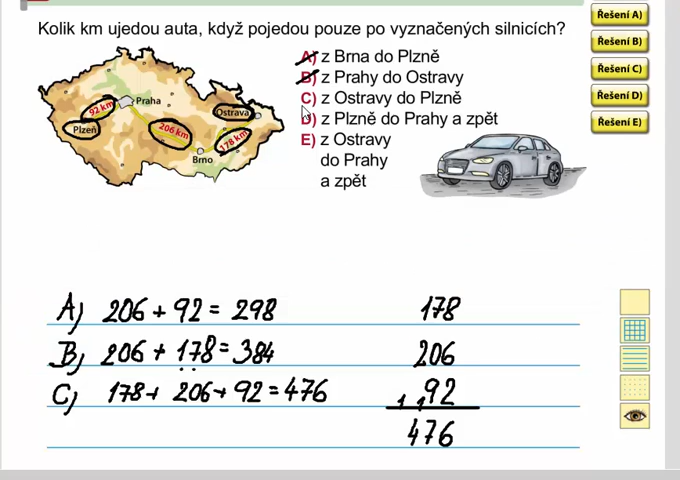 Kolik km ujedou auta, když pojedou pouze po vyznačených silnicích?
A) z Brna do Plzně
B) z Prahy do Ostravy
C) z Ostravy do Plzně
D) z Plzně do Prahy a zpět
E) z Ostravy
do Prahy
a zpět
Praha
92 km
Plzeň
206 km
Ostrava
178 km
Brno
Řešení A)
Řešení B)
Řešení C)
Řešení D)
Řešení E)
A) 206 + 92 = 298
B) 206 + 178 = 384
C) 178 + 206 + 92 = 476
178
206
1 1 92
476